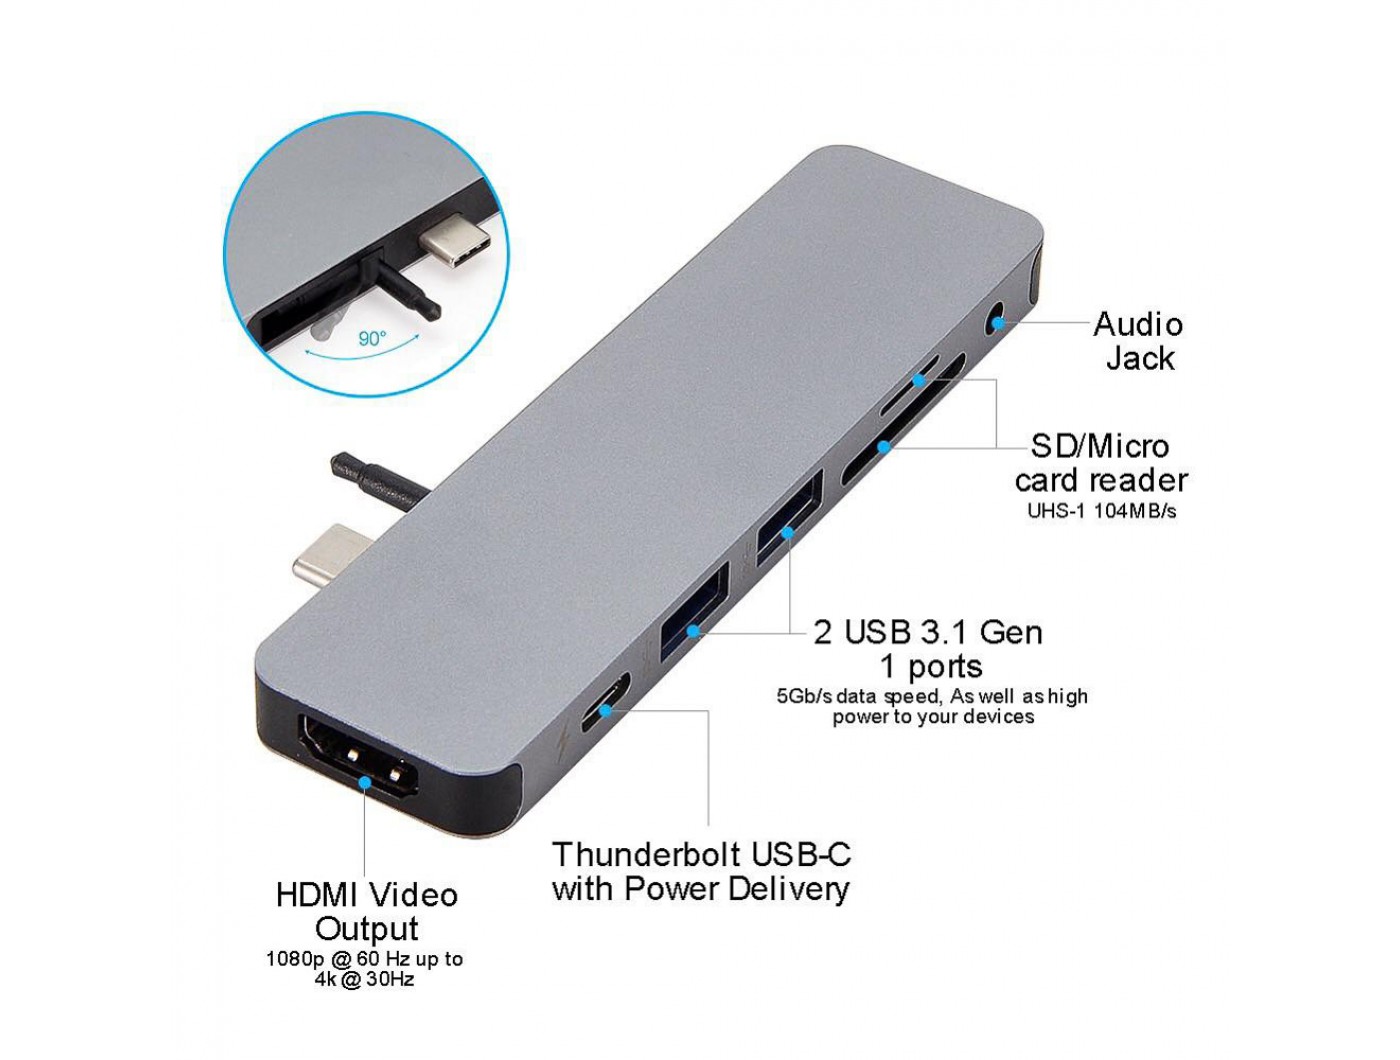 90°
Audio
Jack
SD/Micro
card reader
UHS-1 104MB/s
2 USB 3.1 Gen
1 ports
5Gb/s data speed, As well as high
power to your devices
Thunderbolt USB-C
with Power Delivery
HDMI Video
Output
1080p @ 60 Hz up to
4k @ 30Hz